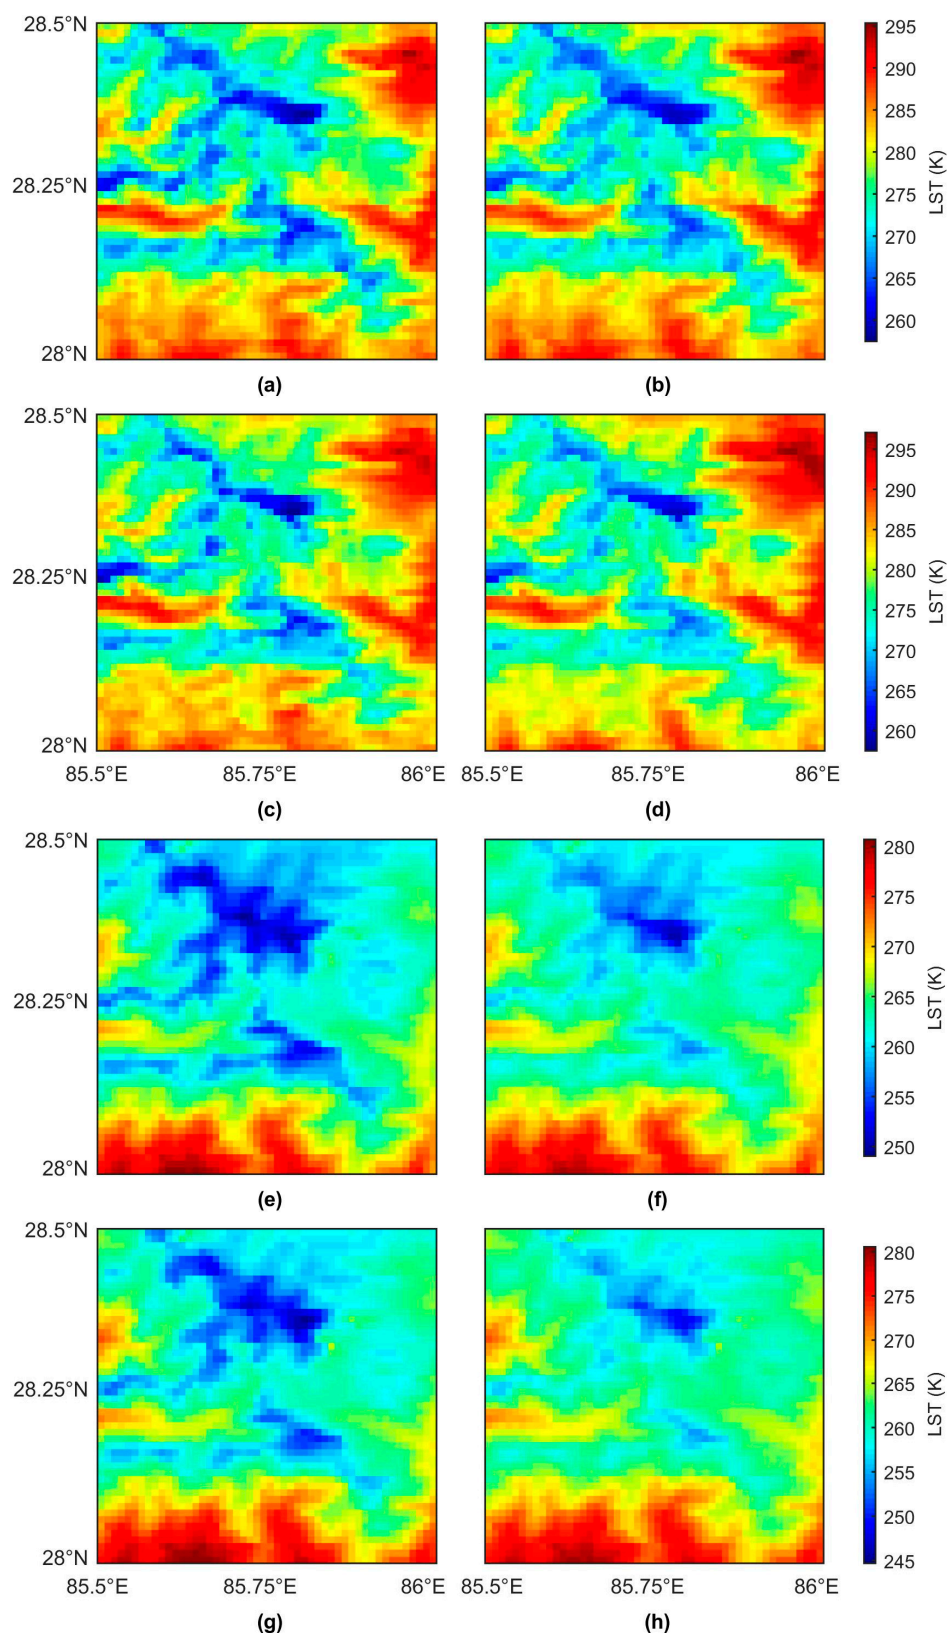 28.5°N
28.25°N
28°N
295
290
285
280
275
270
265
260
LST (K)
(a)
(b)
28.5°N
28.25°N
28°N
85.5°E
85.75°E
86°E
85.5°E
85.75°E
86°E
295
290
285
280
275
270
265
260
LST (K)
(c)
(d)
28.5°N
28.25°N
28°N
280
275
270
265
260
255
250
LST (K)
(e)
(f)
28.5°N
28.25°N
28°N
85.5°E
85.75°E
86°E
85.5°E
85.75°E
86°E
280
275
270
265
260
255
250
245
LST (K)
(g)
(h)